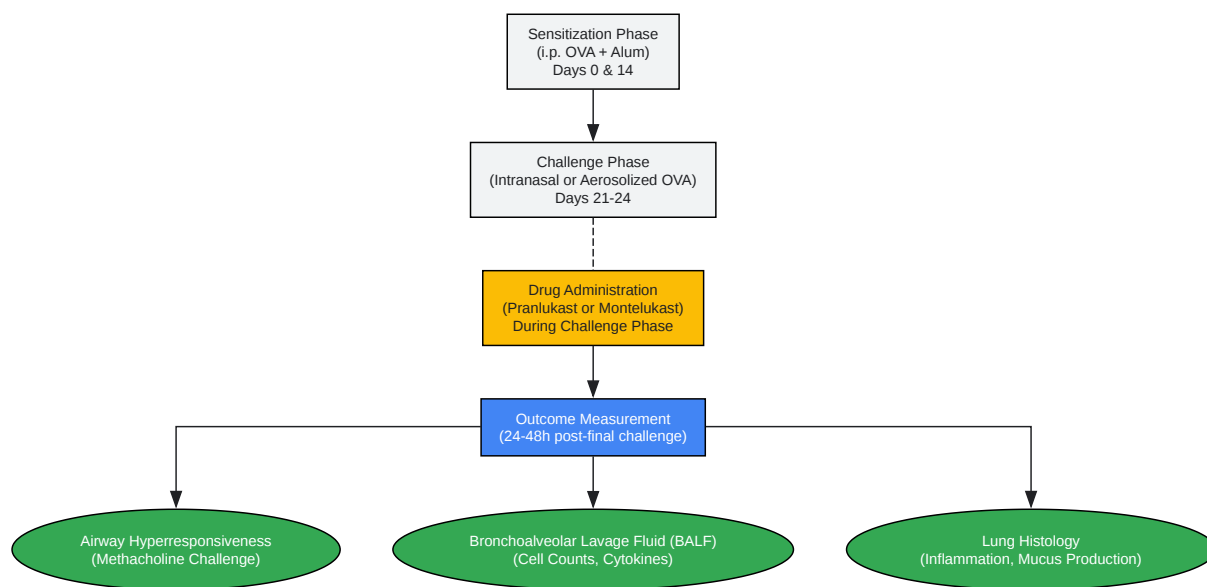 Sensitization Phase
(i.p. OVA + Alum)
Days 0 & 14
Challenge Phase
(Intranasal or Aerosolized OVA)
Days 21-24
Drug Administration
(Pranlukast or Montelukast)
During Challenge Phase
Outcome Measurement
(24-48h post-final challenge)
Airway Hyperresponsiveness
(Methacholine Challenge)
Bronchoalveolar Lavage Fluid (BALF)
(Cell Counts, Cytokines)
Lung Histology
(Inflammation, Mucus Production)